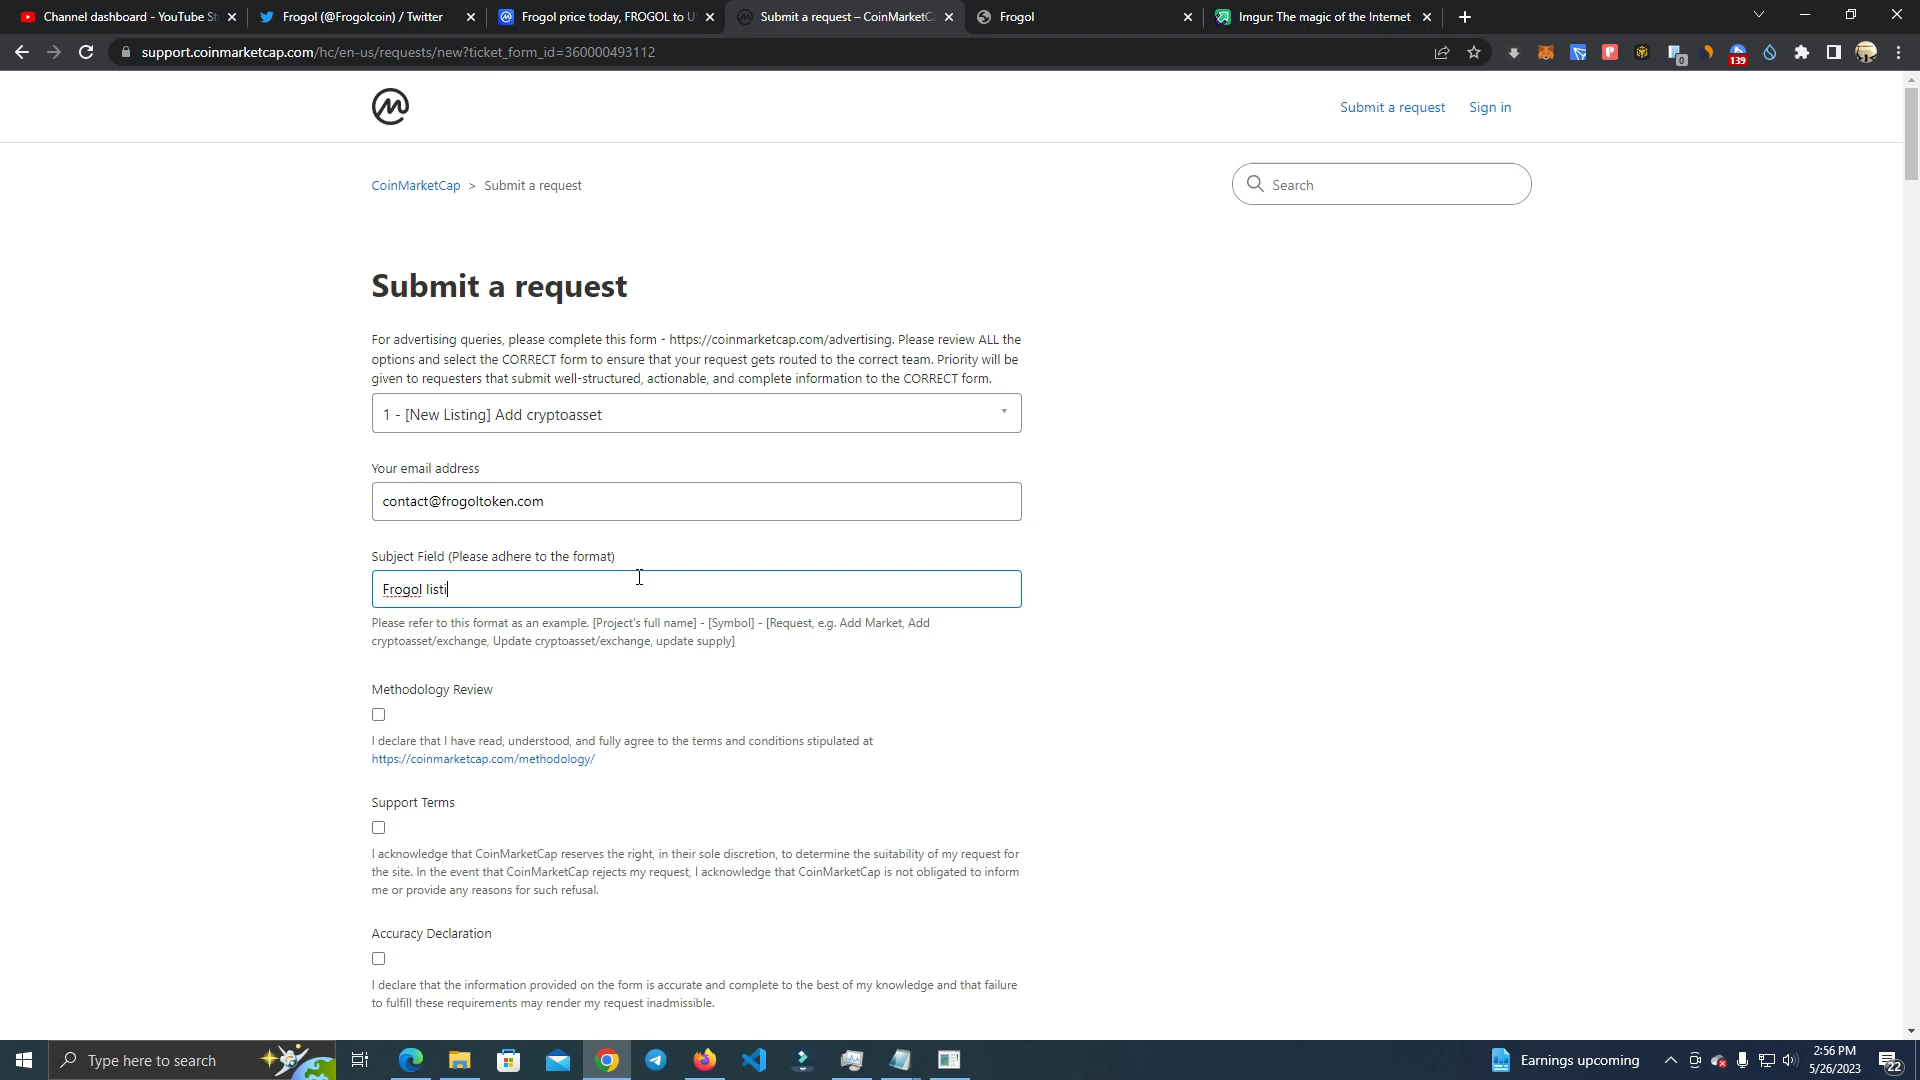 Channel dashboard - YouTube St
Frogol (@Frogolcoin) / Twitter
Frogol price today, FROGOL to U
Submit a request – CoinMarketCa
Frogol
Imgur: The magic of the Internet
support.coinmarketcap.com/hc/en-us/requests/new?ticket_form_id=360000493112
0
139
Submit a request
Sign in
CoinMarketCap > Submit a request
Search
Submit a request
For advertising queries, please complete this form - https://coinmarketcap.com/advertising. Please review ALL the
options and select the CORRECT form to ensure that your request gets routed to the correct team. Priority will be
given to requesters that submit well-structured, actionable, and complete information to the CORRECT form.
1 - [New Listing] Add cryptoasset
Your email address
contact@frogoltoken.com
Subject Field (Please adhere to the format)
Frogol listi
Please refer to this format as an example. [Project's full name] - [Symbol] - [Request, e.g. Add Market, Add
cryptoasset/exchange, Update cryptoasset/exchange, update supply]
Methodology Review
I declare that I have read, understood, and fully agree to the terms and conditions stipulated at
https://coinmarketcap.com/methodology/
Support Terms
I acknowledge that CoinMarketCap reserves the right, in their sole discretion, to determine the suitability of my request for
the site. In the event that CoinMarketCap rejects my request, I acknowledge that CoinMarketCap is not obligated to inform
me or provide any reasons for such refusal.
Accuracy Declaration
I declare that the information provided on the form is accurate and complete to the best of my knowledge and that failure
to fulfill these requirements may render my request inadmissible.
Type here to search
Earnings upcoming
2:56 PM
5/26/2023
22